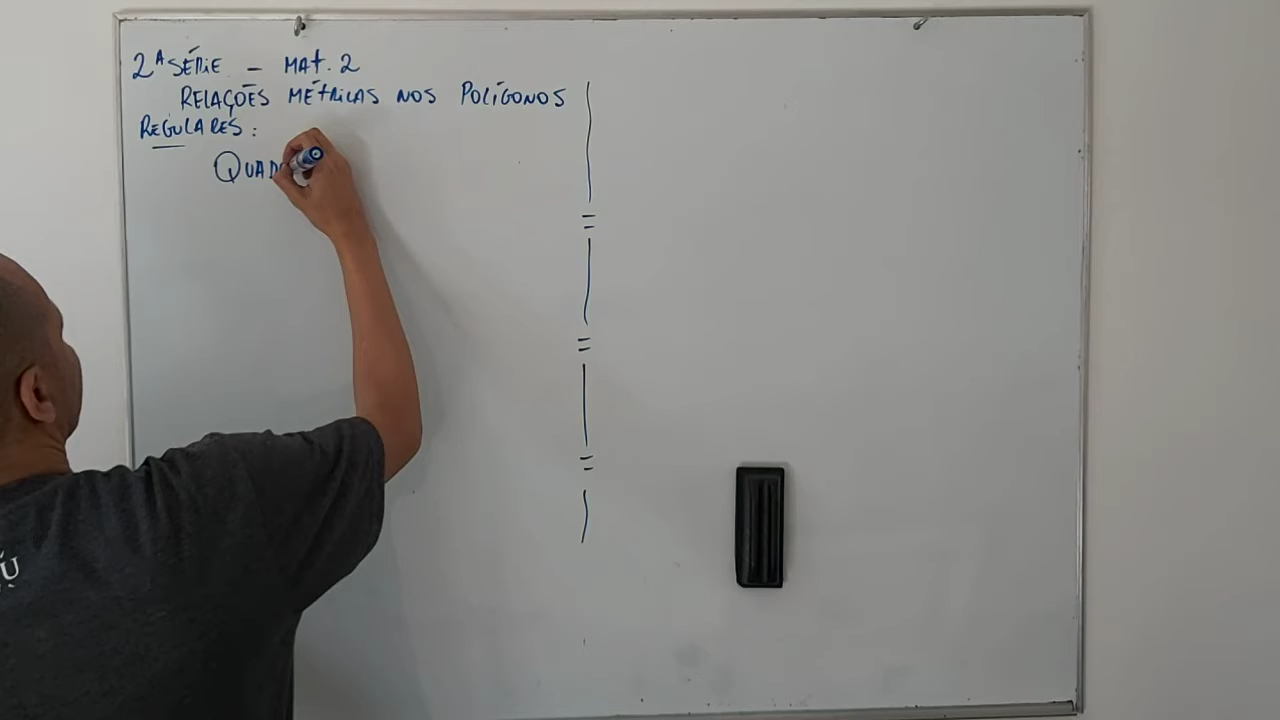 2ª SÉRIE - MAT. 2
RELAÇÕES MÉTRICAS NOS POLÍGONOS
REGULARES:
QUAD